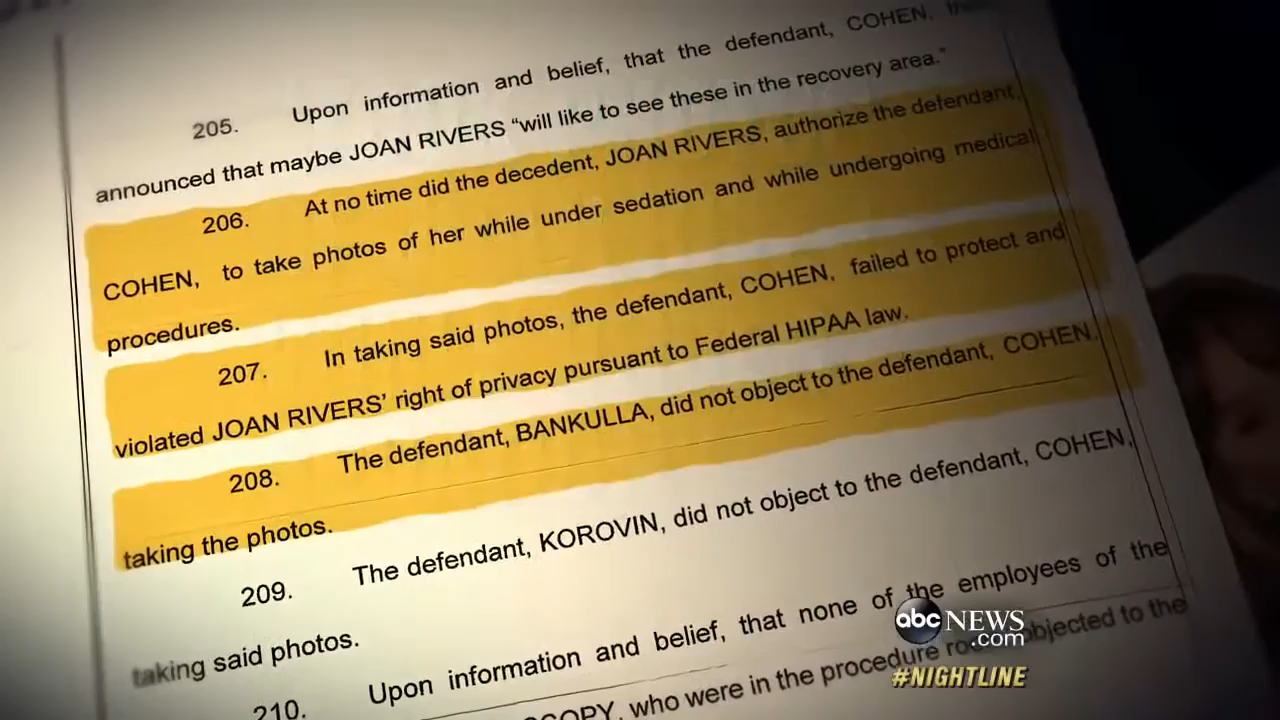 205. Upon information and belief, that the defendant, COHEN,
announced that maybe JOAN RIVERS “will like to see these in the recovery area.”
206. At no time did the decedent, JOAN RIVERS, authorize the defendant,
COHEN, to take photos of her while under sedation and while undergoing medical
procedures.
207. In taking said photos, the defendant, COHEN, failed to protect and
violated JOAN RIVERS’ right of privacy pursuant to Federal HIPAA law.
208. The defendant, BANKULLA, did not object to the defendant, COHEN,
taking the photos.
209. The defendant, KOROVIN, did not object to the defendant, COHEN,
taking said photos.
210. Upon information and belief, that none of the employees of the
who were in the procedure objected to the
abc NEWS
.com
#NIGHTLINE